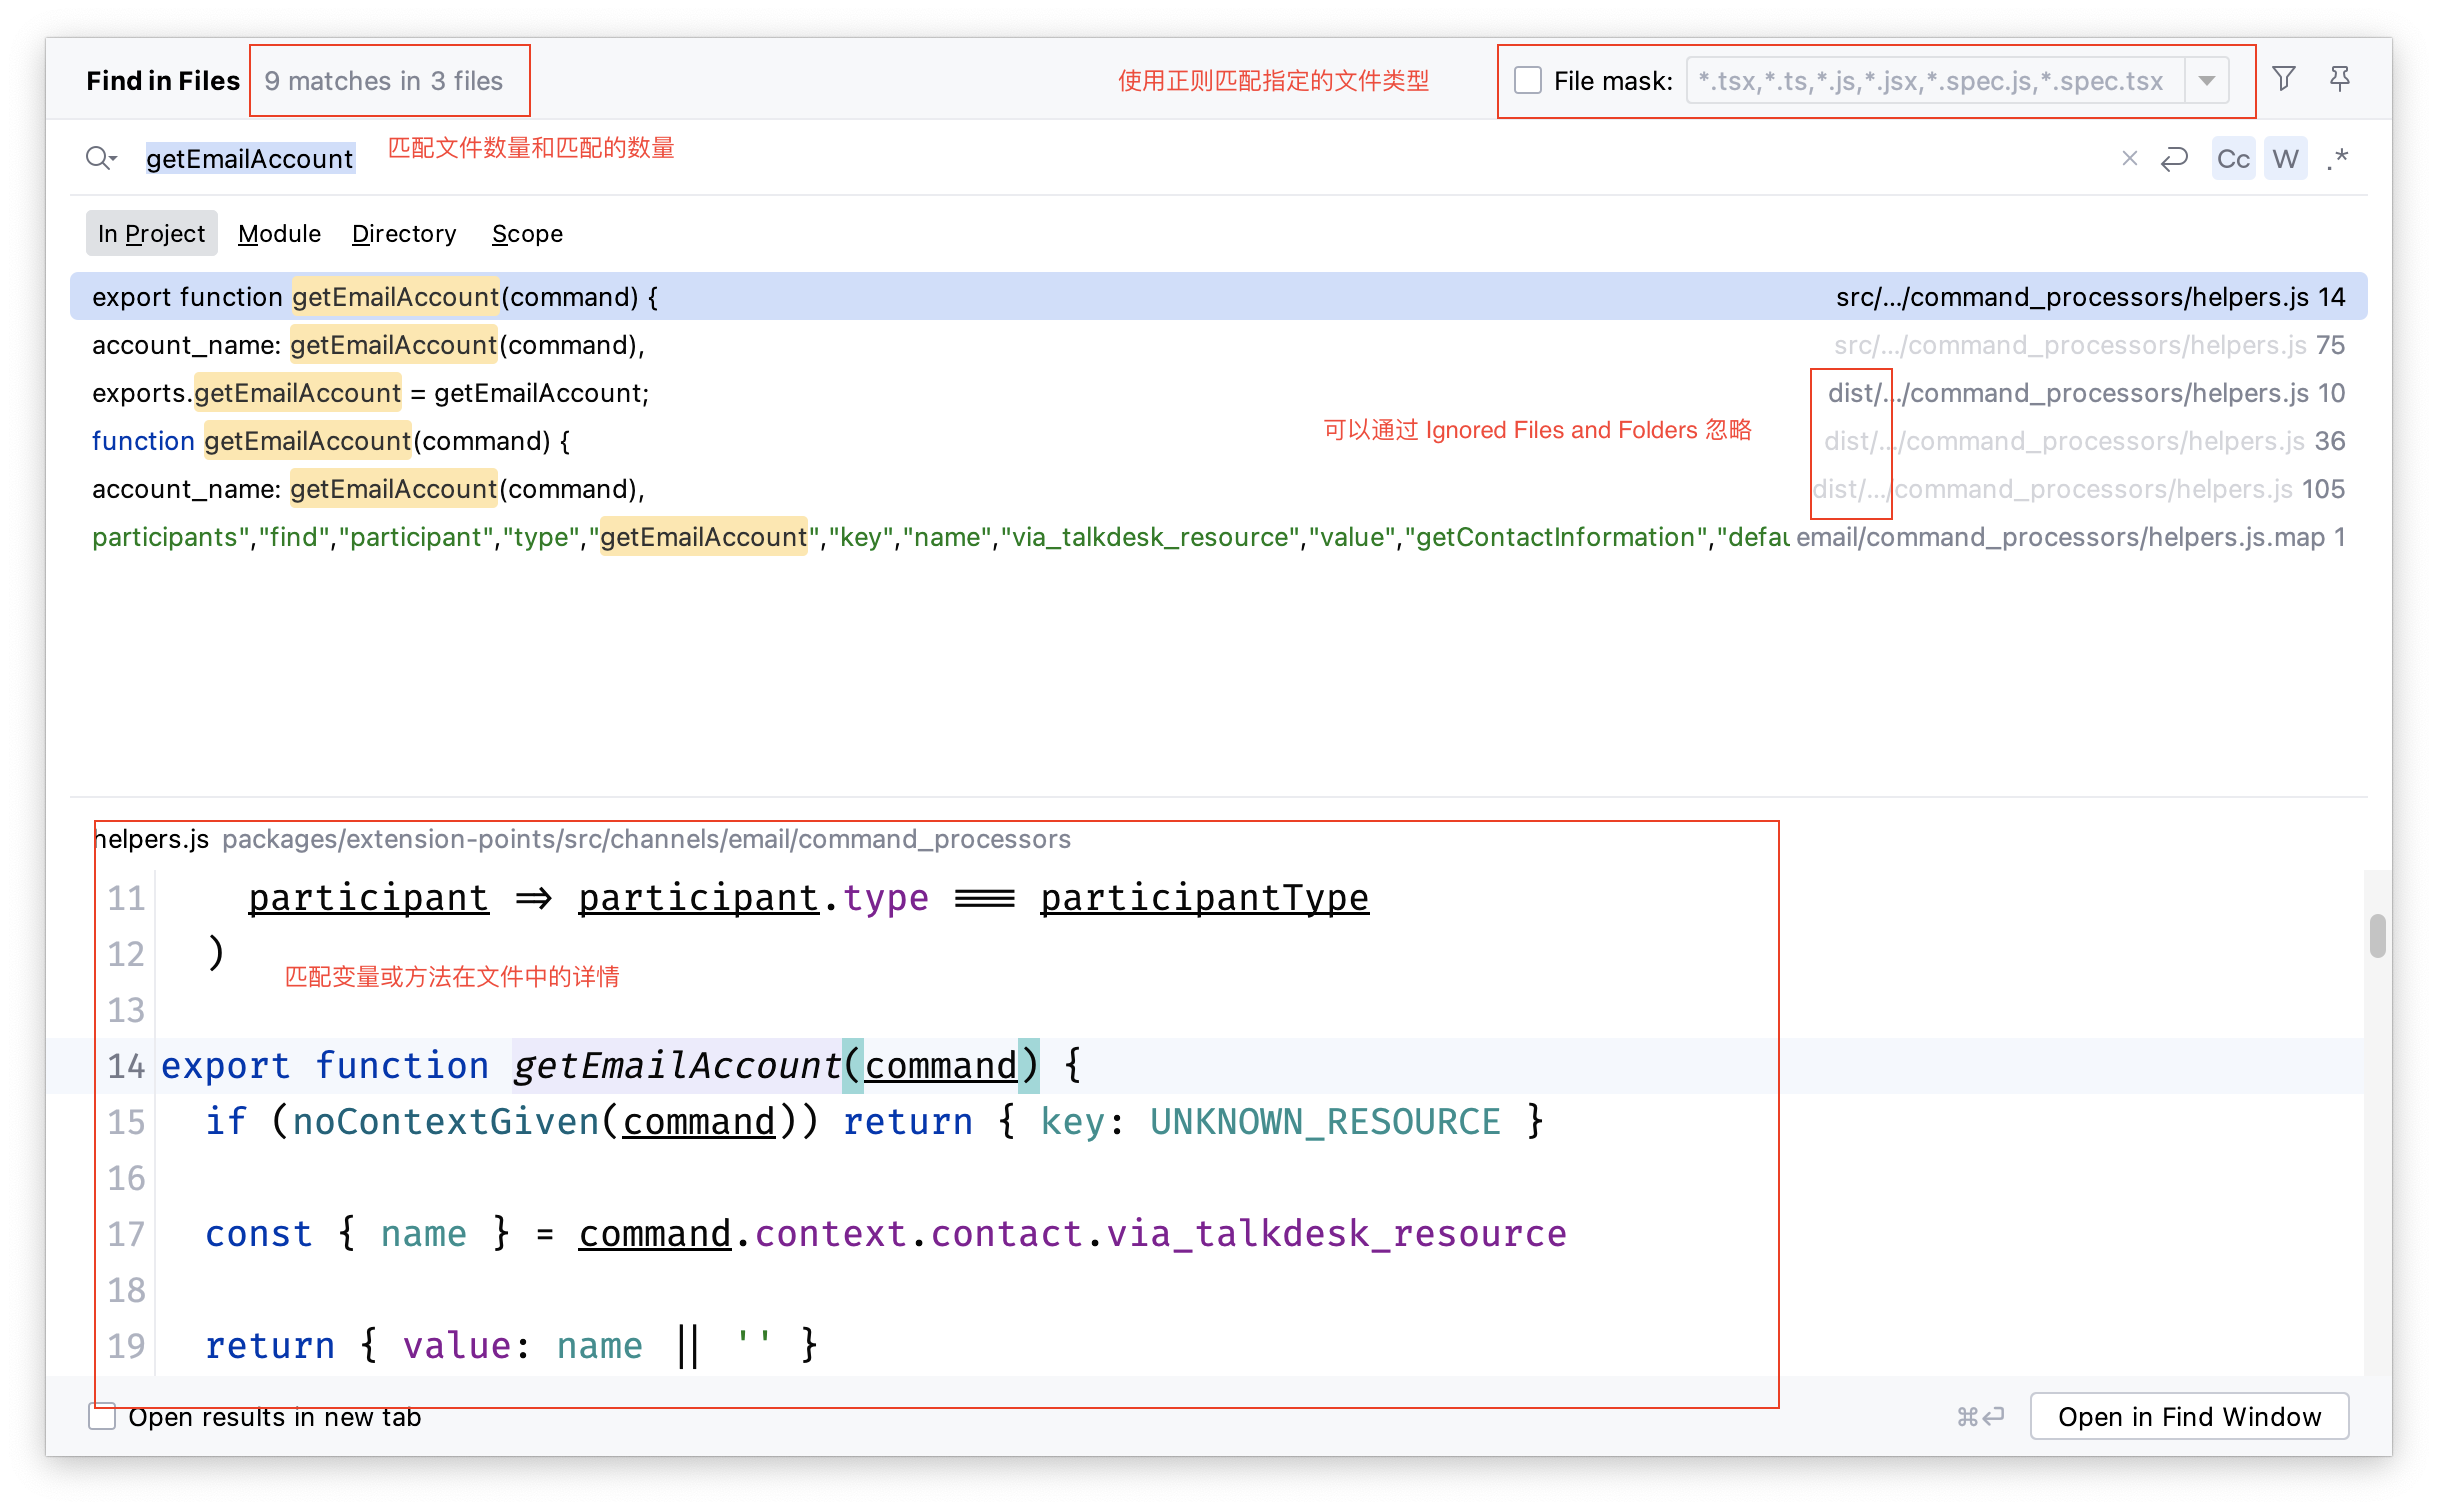 Find in Files 9 matches in 3 files 使用正则匹配指定的文件类型 File mask: *.tsx,*.ts,*.js,*.jsx,*.spec.js,*.spec.tsx
getEmailAccount 匹配文件数量和匹配的数量 Cc W .*
In Project Module Directory Scope
export function getEmailAccount(command) { src/.../command_processors/helpers.js 14
account_name: getEmailAccount(command), src/.../command_processors/helpers.js 75
exports.getEmailAccount = getEmailAccount; dist/.../command_processors/helpers.js 10
可以通过 Ignored Files and Folders 忽略
function getEmailAccount(command) { dist/.../command_processors/helpers.js 36
account_name: getEmailAccount(command), dist/.../command_processors/helpers.js 105
participants","find","participant","type","getEmailAccount","key","name","via_talkdesk_resource","value","getContactInformation","defau email/command_processors/helpers.js.map 1
helpers.js packages/extension-points/src/channels/email/command_processors
11 participant => participant.type === participantType
12 )
匹配变量或方法在文件中的详情
13
14 export function getEmailAccount(command) {
15 if (noContextGiven(command)) return { key: UNKNOWN_RESOURCE }
16
17 const { name } = command.context.contact.via_talkdesk_resource
18
19 return { value: name || '' }
Open results in new tab ⌘↩ Open in Find Window